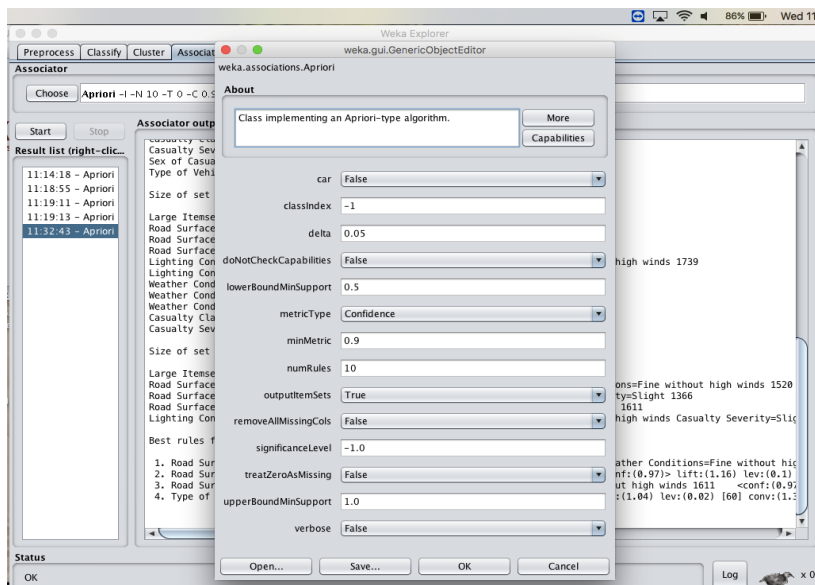 86% Wed 11
Weka Explorer
Preprocess Classify Cluster Associat
weka.gui.GenericObjectEditor
Associator
weka.associations.Apriori
Choose Apriori -I -N 10 -T 0 -C 0.9
About
Class implementing an Apriori-type algorithm.
More
Capabilities
Start Stop
Associator outp
Result list (right-clic...
11:14:18 - Apriori
11:18:55 - Apriori
11:19:11 - Apriori
11:19:13 - Apriori
11:32:43 - Apriori
Casualty Sev
Sex of Casua
Type of Vehi
Size of set
Large Itemse
Road Surface
Road Surface
Road Surface
Lighting Con high winds 1739
Lighting Con
Weather Cond
Weather Cond
Weather Cond
Casualty Cla
Casualty Sev
Size of set
Large Itemse
Road Surface ons=Fine without high winds 1520
Road Surface ty=Slight 1366
Road Surface 1611
Lighting Con high winds Casualty Severity=Slig
Best rules f
1. Road Sur ather Conditions=Fine without hig
2. Road Sur nf:(0.97)> lift:(1.16) lev:(0.1)
3. Road Sur ut high winds 1611 <conf:(0.97
4. Type of :(1.04) lev:(0.02) [60] conv:(1.3
car False
classIndex -1
delta 0.05
doNotCheckCapabilities False
lowerBoundMinSupport 0.5
metricType Confidence
minMetric 0.9
numRules 10
outputItemSets True
removeAllMissingCols False
significanceLevel -1.0
treatZeroAsMissing False
upperBoundMinSupport 1.0
verbose False
Open... Save... OK Cancel
Status
OK
Log x 0